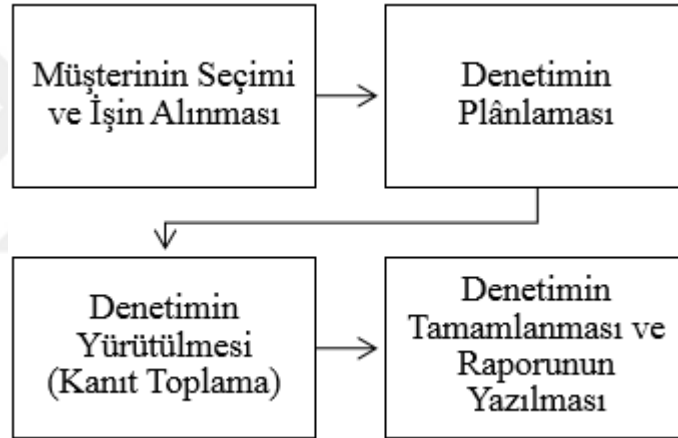 Müşterinin Seçimi
ve İşin Alınması
Denetimin
Plânlaması
Denetimin
Yürütülmesi
(Kanıt Toplama)
Denetimin
Tamamlanması ve
Raporunun
Yazılması